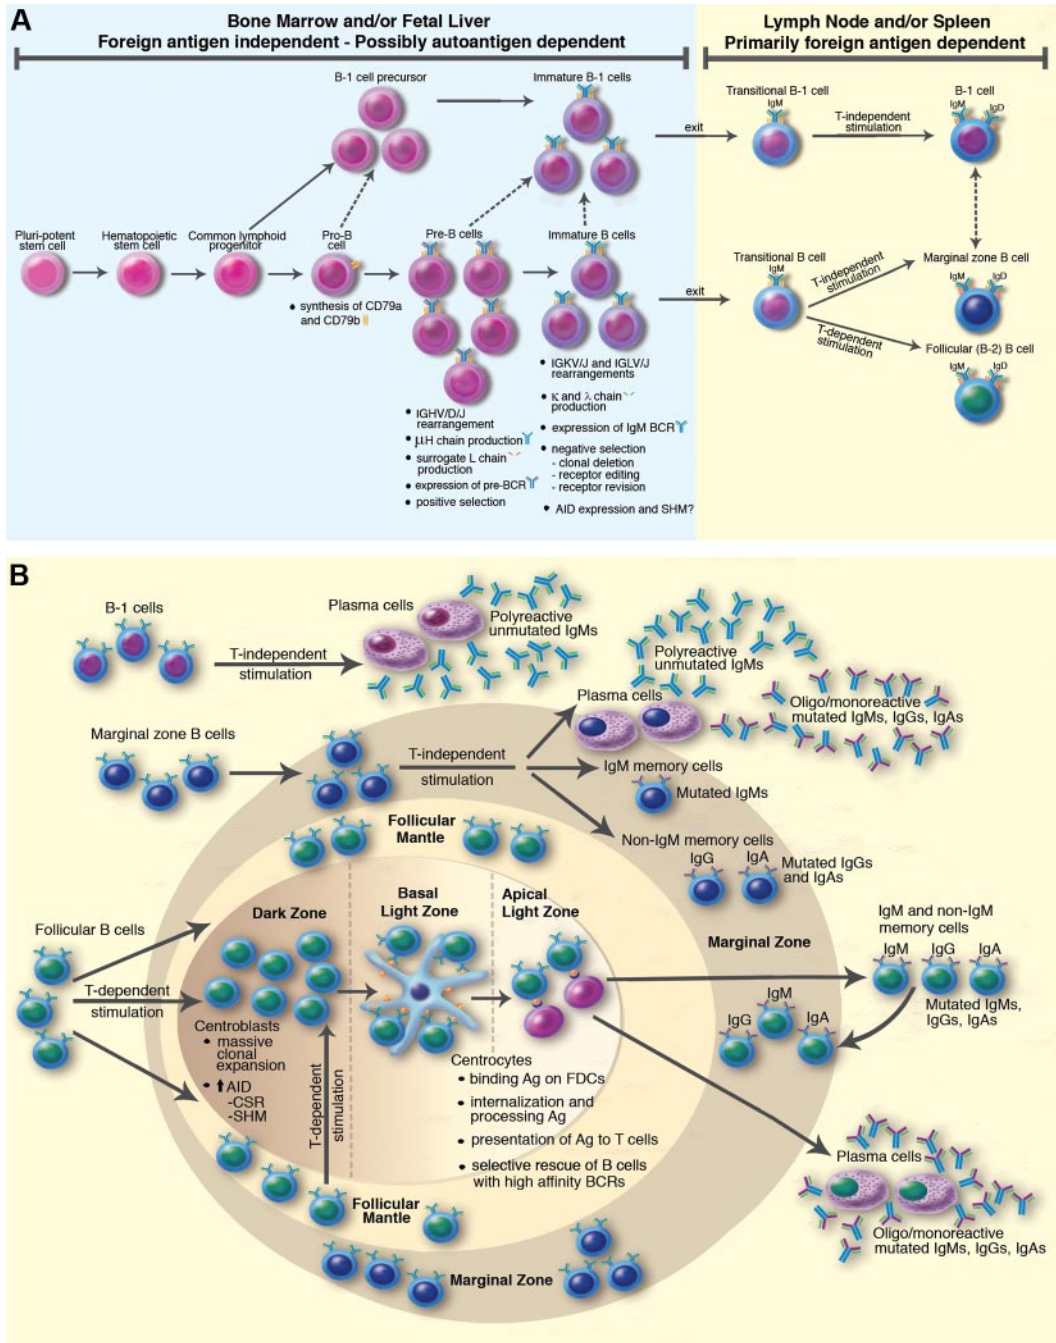 A
Bone Marrow and/or Fetal Liver
Foreign antigen independent - Possibly autoantigen dependent
Lymph Node and/or Spleen
Primarily foreign antigen dependent
B-1 cell precursor
Immature B-1 cells
exit
Transitional B-1 cell
IgM
T-independent
stimulation
B-1 cell
IgM
IgD
Pluri-potent
stem cell
Hematopoietic
stem cell
Common lymphoid
progenitor
Pro-B
cell
• synthesis of CD79a
and CD79b
Pre-B cells
Immature B cells
exit
Transitional B cell
IgM
T-independent
stimulation
T-dependent
stimulation
Marginal zone B cell
IgM
IgD
Follicular (B-2) B cell
IgM
IgD
• IGHV/D/J
rearrangement
• μH chain production
• surrogate L chain
production
• expression of pre-BCR
• positive selection
• IGKV/J and IGLV/J
rearrangements
• κ and λ chain
production
• expression of IgM BCR
• negative selection
- clonal deletion
- receptor editing
- receptor revision
• AID expression and SHM?
B
B-1 cells
T-independent
stimulation
Plasma cells
Polyreactive
unmutated IgMs
Polyreactive
unmutated IgMs
Plasma cells
Oligo/monoreactive
mutated IgMs, IgGs, IgAs
Marginal zone B cells
T-independent
stimulation
IgM memory cells
Mutated IgMs
Non-IgM memory cells
IgG
IgA
Mutated IgGs
and IgAs
Follicular
Mantle
Dark Zone
Basal
Light Zone
Apical
Light Zone
Marginal Zone
IgM and non-IgM
memory cells
IgM
IgG
IgA
Mutated IgMs,
IgGs, IgAs
IgM
IgG
IgA
Follicular B cells
T-dependent
stimulation
Centroblasts
• massive
clonal
expansion
• AID
-CSR
-SHM
T-dependent
stimulation
Centrocytes
• binding Ag on FDCs
• internalization and
processing Ag
• presentation of Ag to T cells
• selective rescue of B cells
with high affinity BCRs
Follicular
Mantle
Marginal Zone
Plasma cells
Oligo/monoreactive
mutated IgMs, IgGs, IgAs